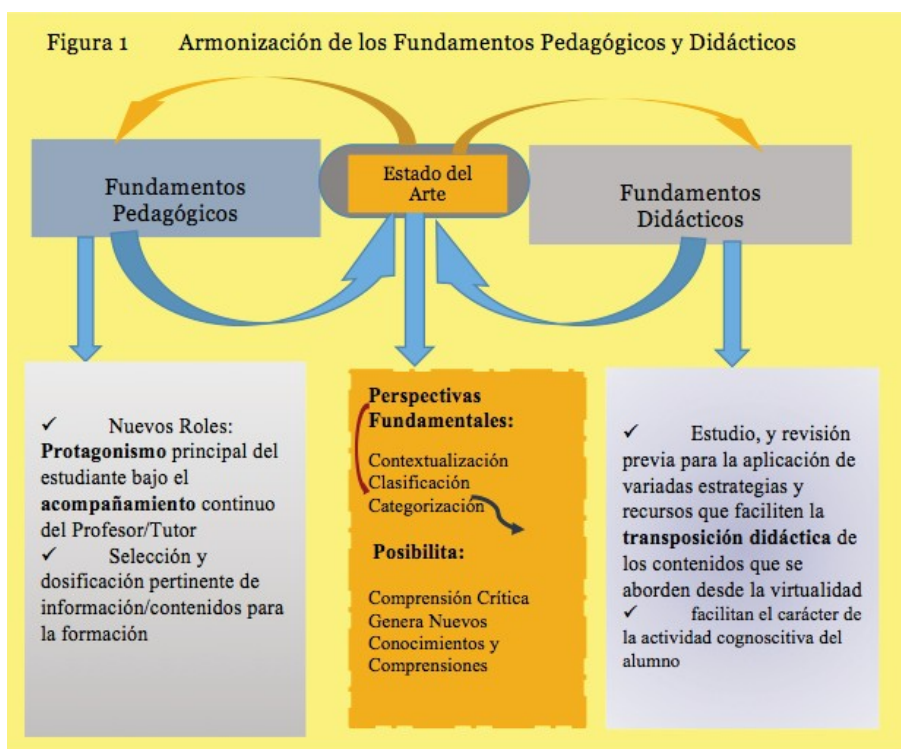 Figura 1 Armonización de los Fundamentos Pedagógicos y Didácticos
Fundamentos
Pedagógicos
Estado del
Arte
Fundamentos
Didácticos
✓ Nuevos Roles:
Protagonismo principal del
estudiante bajo el
acompañamiento continuo
del Profesor/Tutor
✓ Selección y
dosificación pertinente de
información/contenidos para
la formación
Perspectivas
Fundamentales:
Contextualización
Clasificación
Categorización
Posibilita:
Comprensión Crítica
Genera Nuevos
Conocimientos y
Comprensiones
✓ Estudio, y revisión
previa para la aplicación de
variadas estrategias y
recursos que faciliten la
transposición didáctica de
los contenidos que se
aborden desde la virtualidad
✓ facilitan el carácter de
la actividad cognoscitiva del
alumno